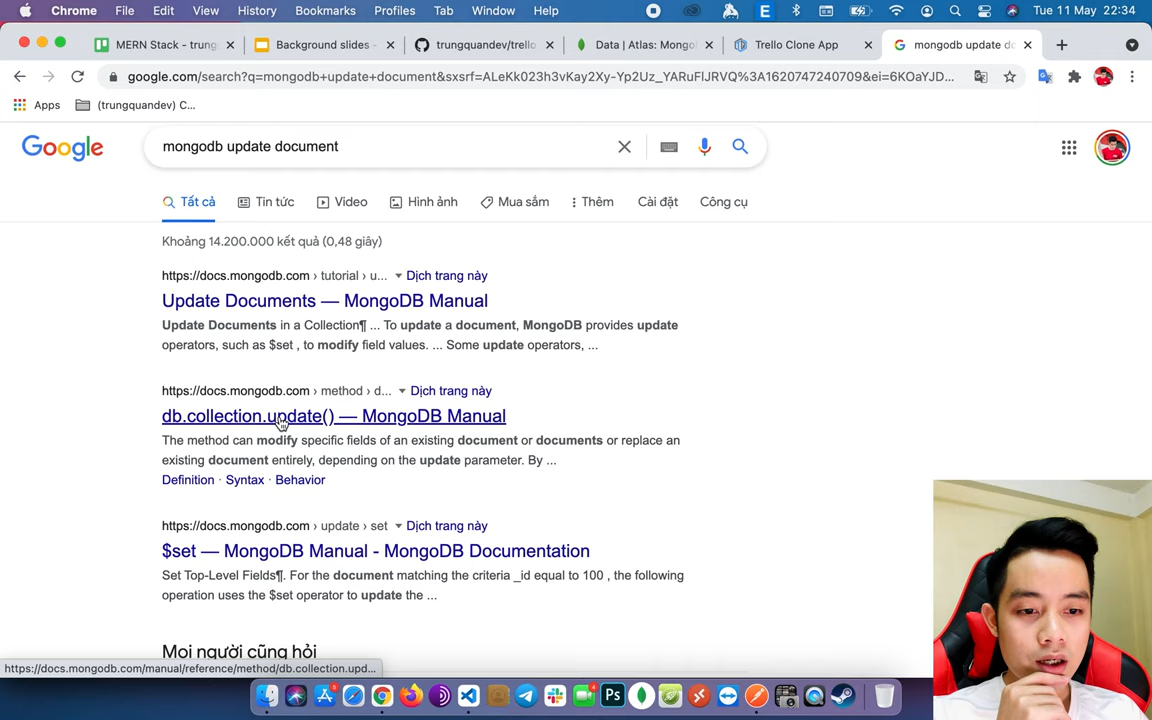 Chrome File Edit View History Bookmarks Profiles Tab Window Help Tue 11 May 22:34
MERN Stack - trung Background slides - trungquandev/trello Data | Atlas: Mongo Trello Clone App mongodb update do
google.com/search?q=mongodb+update+document&sxsrf=ALeKk023h3vKay2Xy-Yp2Uz_YARuFlJRVQ%3A1620747240709&ei=6KOaYJD...
Apps (trungquandev) C...
Google mongodb update document
Tất cả Tin tức Video Hình ảnh Mua sắm Thêm Cài đặt Công cụ
Khoảng 14.200.000 kết quả (0,48 giây)
https://docs.mongodb.com › tutorial › u... Dịch trang này
Update Documents — MongoDB Manual
Update Documents in a Collection¶ ... To update a document, MongoDB provides update
operators, such as $set , to modify field values. ... Some update operators, ...
https://docs.mongodb.com › method › d... Dịch trang này
db.collection.update() — MongoDB Manual
The method can modify specific fields of an existing document or documents or replace an
existing document entirely, depending on the update parameter. By ...
Definition · Syntax · Behavior
https://docs.mongodb.com › update › set Dịch trang này
$set — MongoDB Manual - MongoDB Documentation
Set Top-Level Fields¶. For the document matching the criteria _id equal to 100 , the following
operation uses the $set operator to update the ...
Mọi người cũng hỏi
https://docs.mongodb.com/manual/reference/method/db.collection.upd...
Ps